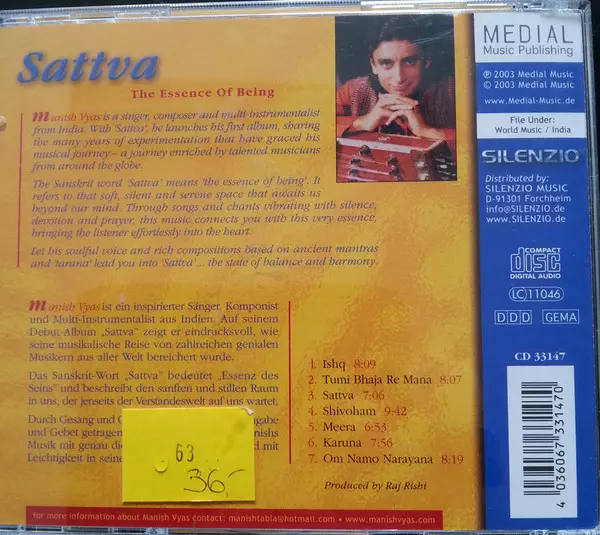 Sattva
The Essence Of Being
Manish Vyas is a singer, composer and multi-instrumentalist
from India. With 'Sattva', he launches his first album, sharing
the many years of experimentation that have graced his
musical journey – a journey enriched by talented musicians
from around the globe.
The Sanskrit word 'Sattva' means 'the essence of being'. It
refers to that soft, silent and serene space that awaits us
beyond our mind. Through songs and chants vibrating with silence,
devotion and prayer, this music connects you with this very essence,
bringing the listener effortlessly into the heart.
Let his soulful voice and rich compositions based on ancient mantras
and 'tarana' lead you into 'Sattva'... the state of balance and harmony.
Manish Vyas ist ein inspirierter Sänger, Komponist
und Multi-Instrumentalist aus Indien. Auf seinem
Debut-Album „Sattva" zeigt er eindrucksvoll, wie
seine musikalische Reise von zahlreichen genialen
Musikern aus aller Welt bereichert wurde.
Das Sanskrit-Wort „Sattva" bedeutet „Essenz des
Seins" und beschreibt den sanften und stillen Raum
in uns, der jenseits der Verstandeswelt auf uns wartet.
Durch Gesang und
und Gebet getragen
Musik mit genau die
mit
Leichtigkeit in seine
63
36,-
1. Ishq 8:09
2. Tumi Bhaja Re Mana 8:07
3. Sattva 7:06
4. Shivoham 9:42
5. Meera 6:53
6. Karuna 7:56
7. Om Namo Narayana 8:19
Produced by Raj Rishi
for more information about Manish Vyas contact: manishtabla@hotmail.com • www.manishvyas.com
MEDIAL
Music Publishing
℗ 2003 Medial Music
© 2003 Medial Music
www.Medial-Music.de
File Under:
World Music / India
SILENZIO
Distributed by:
SILENZIO MUSIC
D-91301 Forchheim
info@SILENZIO.de
www.SILENZIO.de
COMPACT
disc
DIGITAL AUDIO
LC 11046
DDD GEMA
CD 33147
4 036067 331470